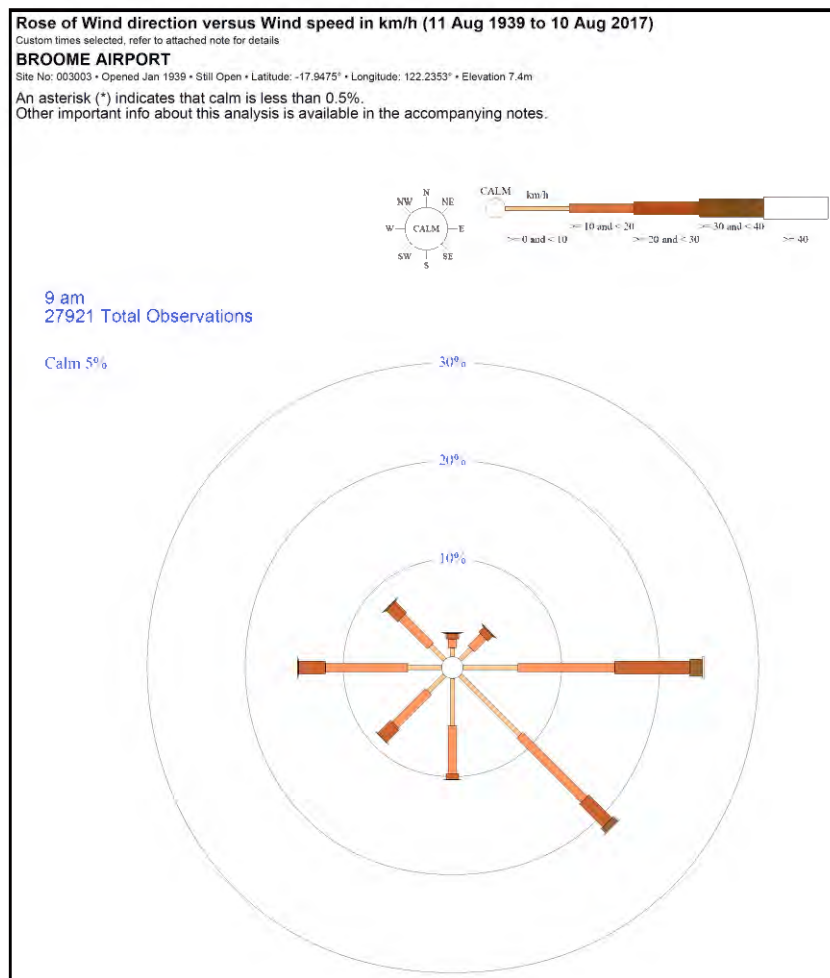 Rose of Wind direction versus Wind speed in km/h (11 Aug 1939 to 10 Aug 2017)
Custom times selected, refer to attached note for details
BROOME AIRPORT
Site No: 003003 • Opened Jan 1939 • Still Open • Latitude: -17.9475° • Longitude: 122.2353° • Elevation 7.4m
An asterisk (*) indicates that calm is less than 0.5%.
Other important info about this analysis is available in the accompanying notes.
N
NW NE
W CALM E
SW SE
S
CALM km/h
>= 10 and < 20 >=30 and < 40
>= 0 and < 10 >=20 and < 30 >= 40
9 am
27921 Total Observations
Calm 5%
30%
20%
10%